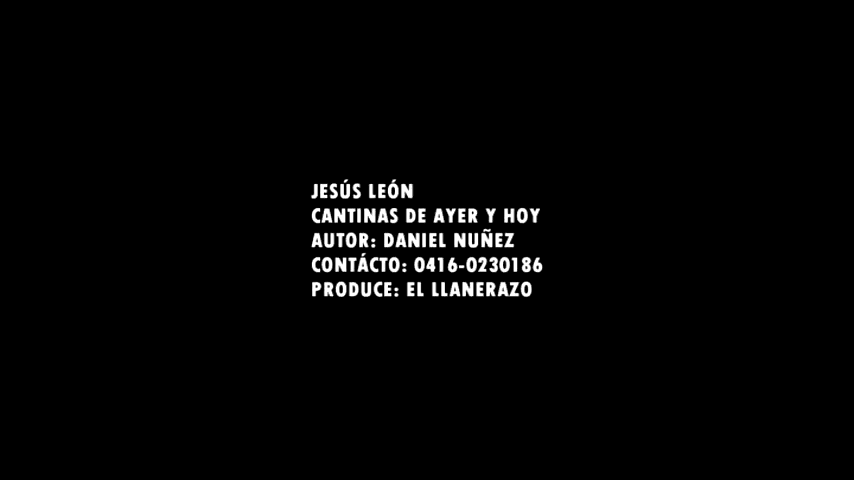 JESÚS LEÓN
CANTINAS DE AYER Y HOY
AUTOR: DANIEL NUÑEZ
CONTÁCTO: 0416-0230186
PRODUCE: EL LLANERAZO